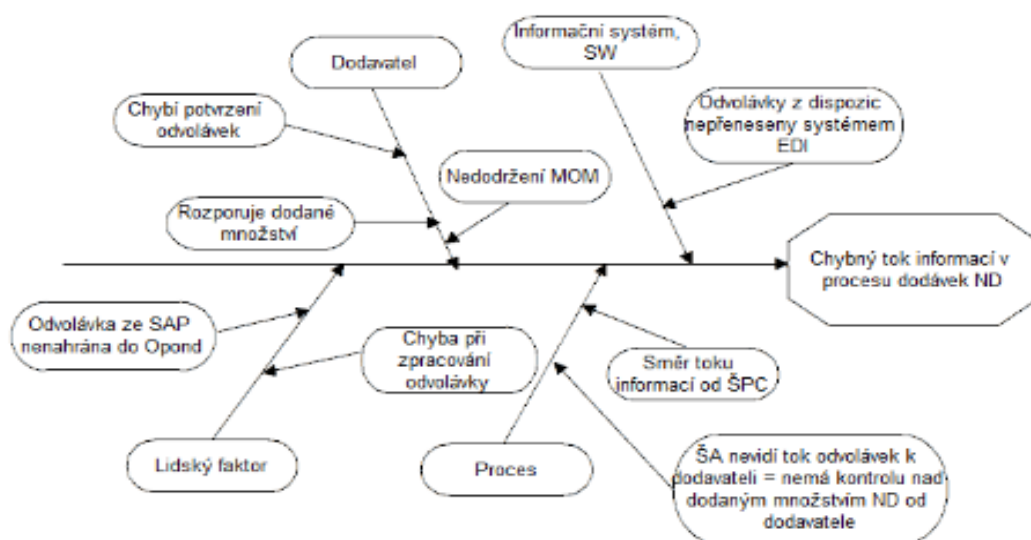 Informační systém,
SW
Dodavatel
Chybí potvrzení
odvolávek
Odvolávky z dispozic
nepřeneseny systémem
EDI
Nedodržení MOM
Rozporuje dodané
množství
Chybný tok informací v
procesu dodávek ND
Odvolávka ze SAP
nenahrána do Opond
Chyba při
zpracování
odvolávky
Směr toku
informací od ŠPC
Lidský faktor
Proces
ŠA nevidí tok odvolávek k
dodavateli = nemá kontrolu nad
dodaným množstvím ND od
dodavatele